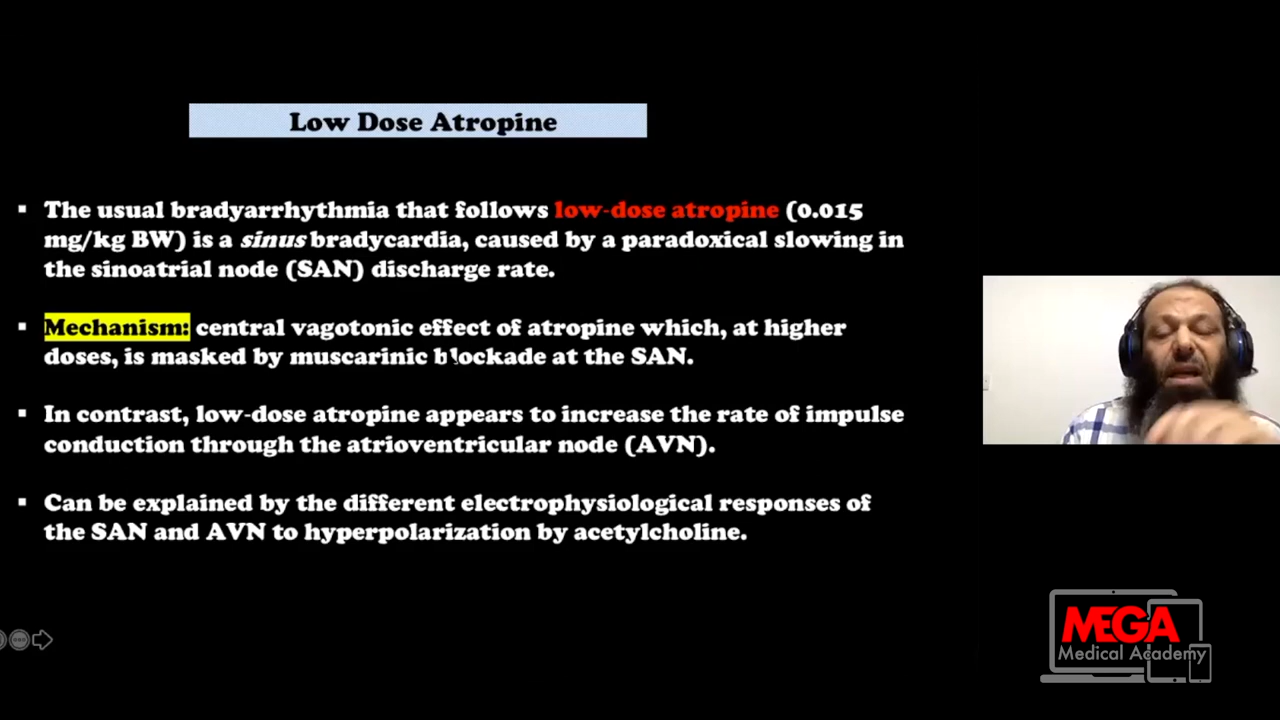 Low Dose Atropine
▪ The usual bradyarrhythmia that follows low-dose atropine (0.015
mg/kg BW) is a sinus bradycardia, caused by a paradoxical slowing in
the sinoatrial node (SAN) discharge rate.
▪ Mechanism: central vagotonic effect of atropine which, at higher
doses, is masked by muscarinic blockade at the SAN.
▪ In contrast, low-dose atropine appears to increase the rate of impulse
conduction through the atrioventricular node (AVN).
▪ Can be explained by the different electrophysiological responses of
the SAN and AVN to hyperpolarization by acetylcholine.
MEGA
Medical Academy